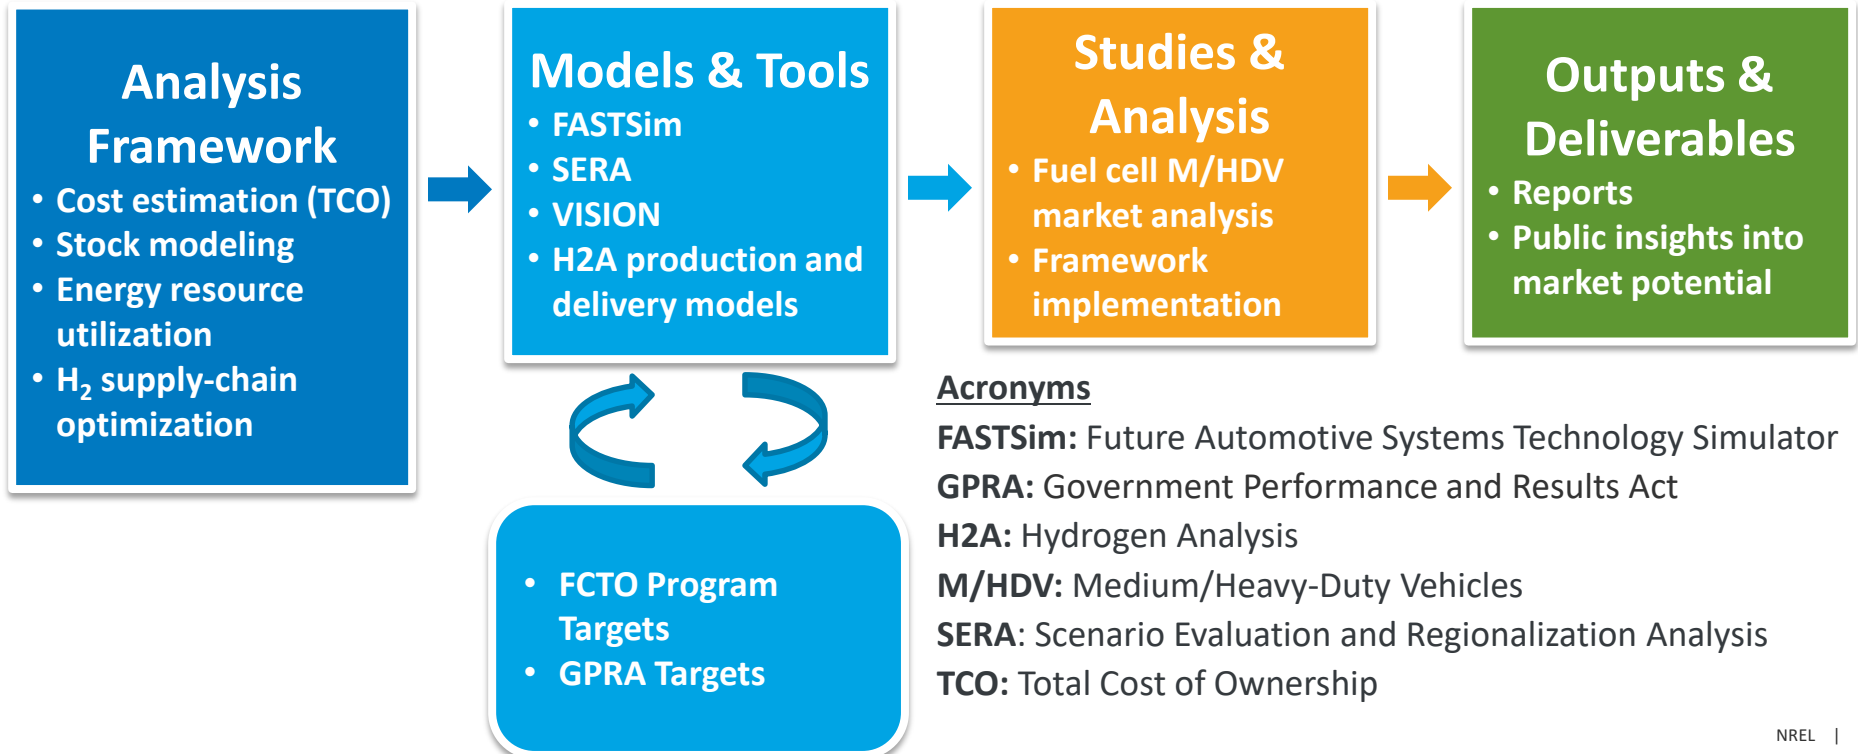 Analysis
Framework
• Cost estimation (TCO)
• Stock modeling
• Energy resource
utilization
• H₂ supply-chain
optimization
Models & Tools
• FASTSim
• SERA
• VISION
• H2A production and
delivery models
Studies &
Analysis
• Fuel cell M/HDV
market analysis
• Framework
implementation
Outputs &
Deliverables
• Reports
• Public insights into
market potential
• FCTO Program
Targets
• GPRA Targets
Acronyms
FASTSim: Future Automotive Systems Technology Simulator
GPRA: Government Performance and Results Act
H2A: Hydrogen Analysis
M/HDV: Medium/Heavy-Duty Vehicles
SERA: Scenario Evaluation and Regionalization Analysis
TCO: Total Cost of Ownership
NREL |